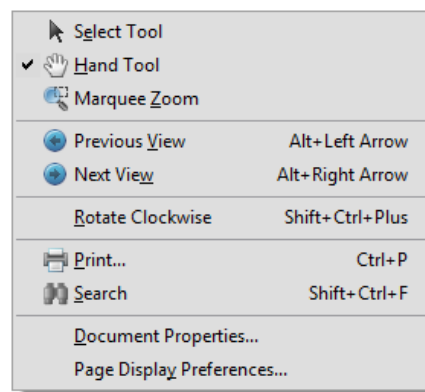 Select Tool
Hand Tool
Marquee Zoom
Previous View Alt+Left Arrow
Next View Alt+Right Arrow
Rotate Clockwise Shift+Ctrl+Plus
Print... Ctrl+P
Search Shift+Ctrl+F
Document Properties...
Page Display Preferences...